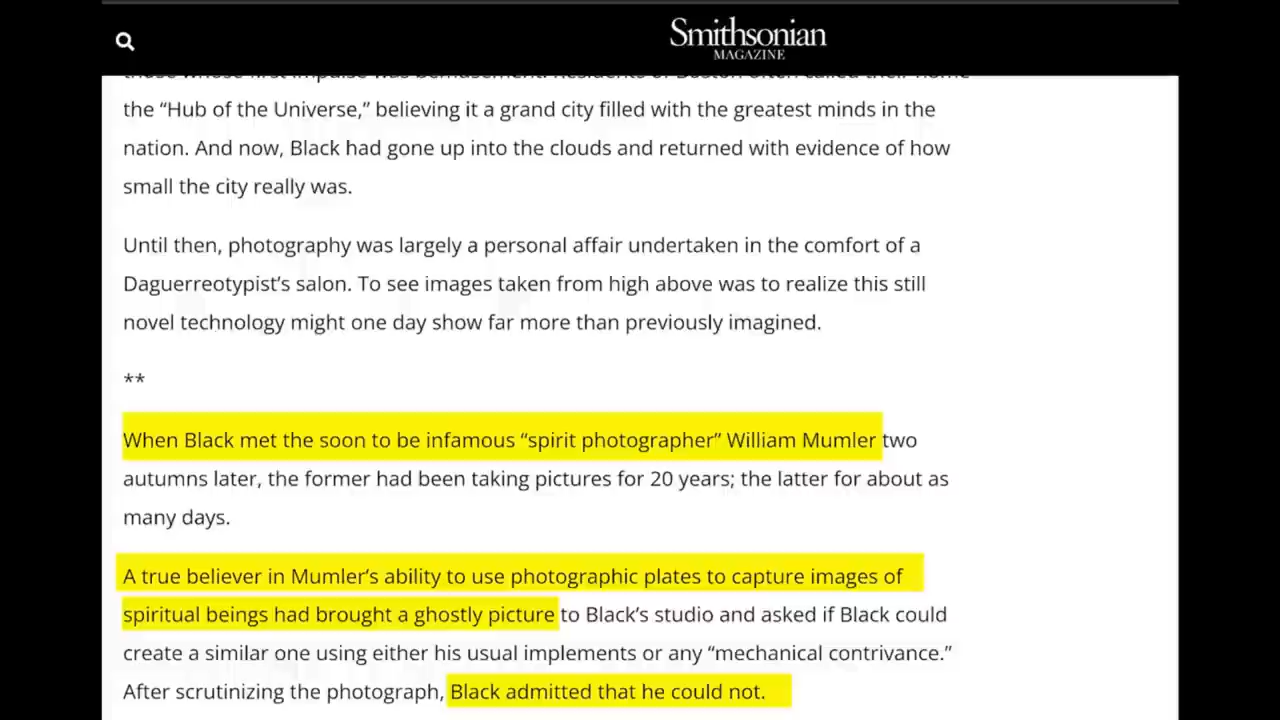 Smithsonian
MAGAZINE
the “Hub of the Universe,” believing it a grand city filled with the greatest minds in the
nation. And now, Black had gone up into the clouds and returned with evidence of how
small the city really was.
Until then, photography was largely a personal affair undertaken in the comfort of a
Daguerreotypist’s salon. To see images taken from high above was to realize this still
novel technology might one day show far more than previously imagined.
**
When Black met the soon to be infamous “spirit photographer” William Mumler two
autumns later, the former had been taking pictures for 20 years; the latter for about as
many days.
A true believer in Mumler’s ability to use photographic plates to capture images of
spiritual beings had brought a ghostly picture to Black’s studio and asked if Black could
create a similar one using either his usual implements or any “mechanical contrivance.”
After scrutinizing the photograph, Black admitted that he could not.